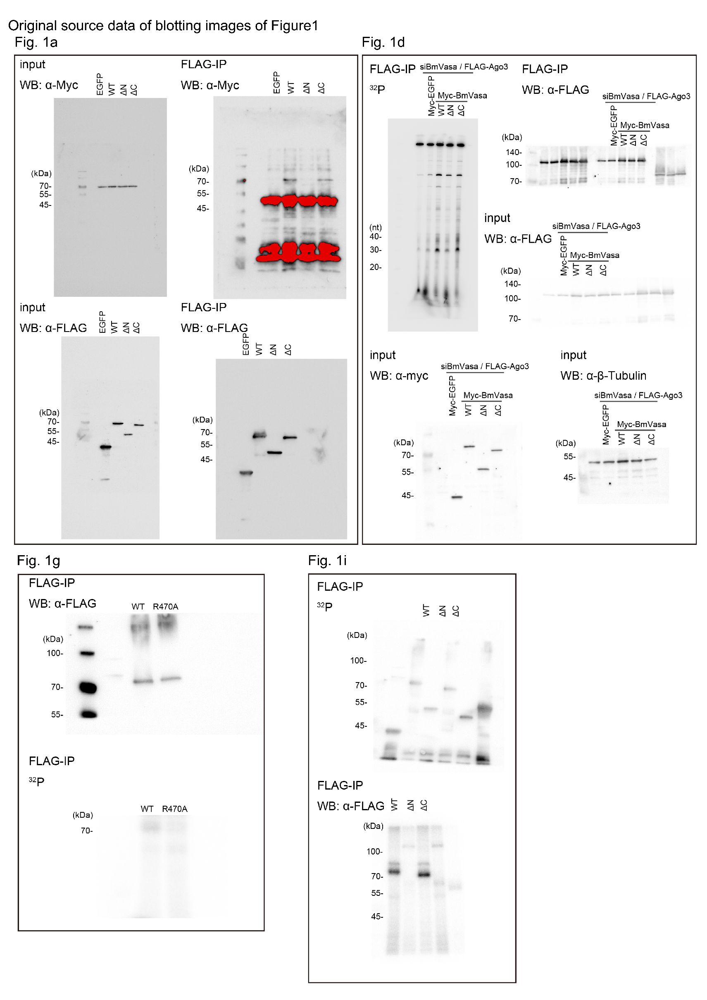 Original source data of blotting images of Figure1
Fig. 1a
input
WB: α-Myc
EGFP
WT
ΔN
ΔC
(kDa)
70-
55-
45-
FLAG-IP
WB: α-Myc
EGFP
WT
ΔN
ΔC
(kDa)
70-
55-
45-
input
WB: α-FLAG
EGFP
WT
ΔN
ΔC
(kDa)
70-
55-
45-
FLAG-IP
WB: α-FLAG
EGFP
WT
ΔN
ΔC
(kDa)
70-
55-
45-
Fig. 1d
FLAG-IP
32P
siBmVasa / FLAG-Ago3
Myc-EGFP
Myc-BmVasa
WT
ΔN
ΔC
(nt)
40-
30-
20-
FLAG-IP
WB: α-FLAG
siBmVasa / FLAG-Ago3
Myc-EGFP
Myc-BmVasa
WT
ΔN
ΔC
(kDa)
140-
100-
70-
input
WB: α-FLAG
siBmVasa / FLAG-Ago3
Myc-EGFP
Myc-BmVasa
WT
ΔN
ΔC
(kDa)
140-
100-
70-
input
WB: α-myc
siBmVasa / FLAG-Ago3
Myc-EGFP
Myc-BmVasa
WT
ΔN
ΔC
(kDa)
70-
55-
45-
input
WB: α-β-Tubulin
siBmVasa / FLAG-Ago3
Myc-EGFP
Myc-BmVasa
WT
ΔN
ΔC
(kDa)
55-
45-
Fig. 1g
FLAG-IP
WB: α-FLAG
WT R470A
(kDa)
100-
70-
55-
FLAG-IP
32P
WT R470A
(kDa)
70-
Fig. 1i
FLAG-IP
32P
WT
ΔN
ΔC
(kDa)
100-
70-
55-
45-
FLAG-IP
WB: α-FLAG
WT
ΔN
ΔC
(kDa)
100-
70-
55-
45-